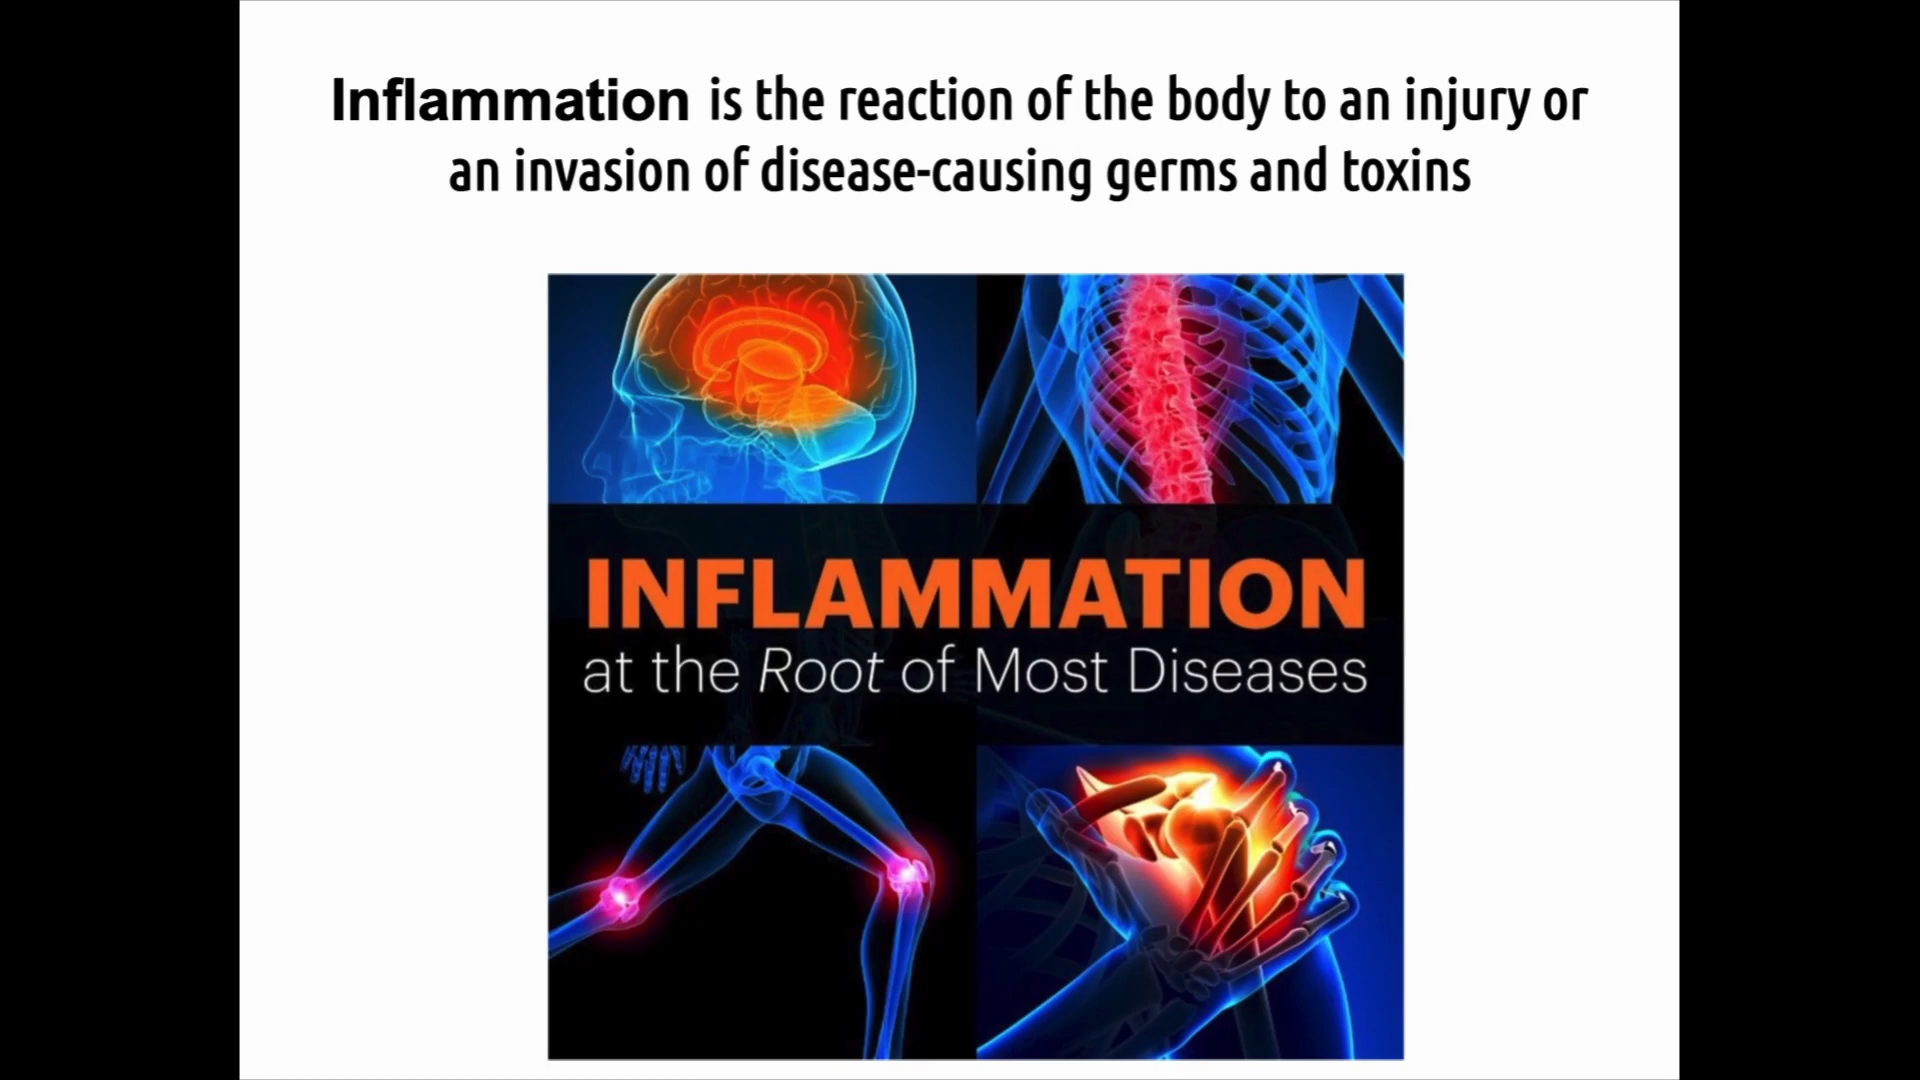 Inflammation is the reaction of the body to an injury or
an invasion of disease-causing germs and toxins
INFLAMMATION
at the Root of Most Diseases